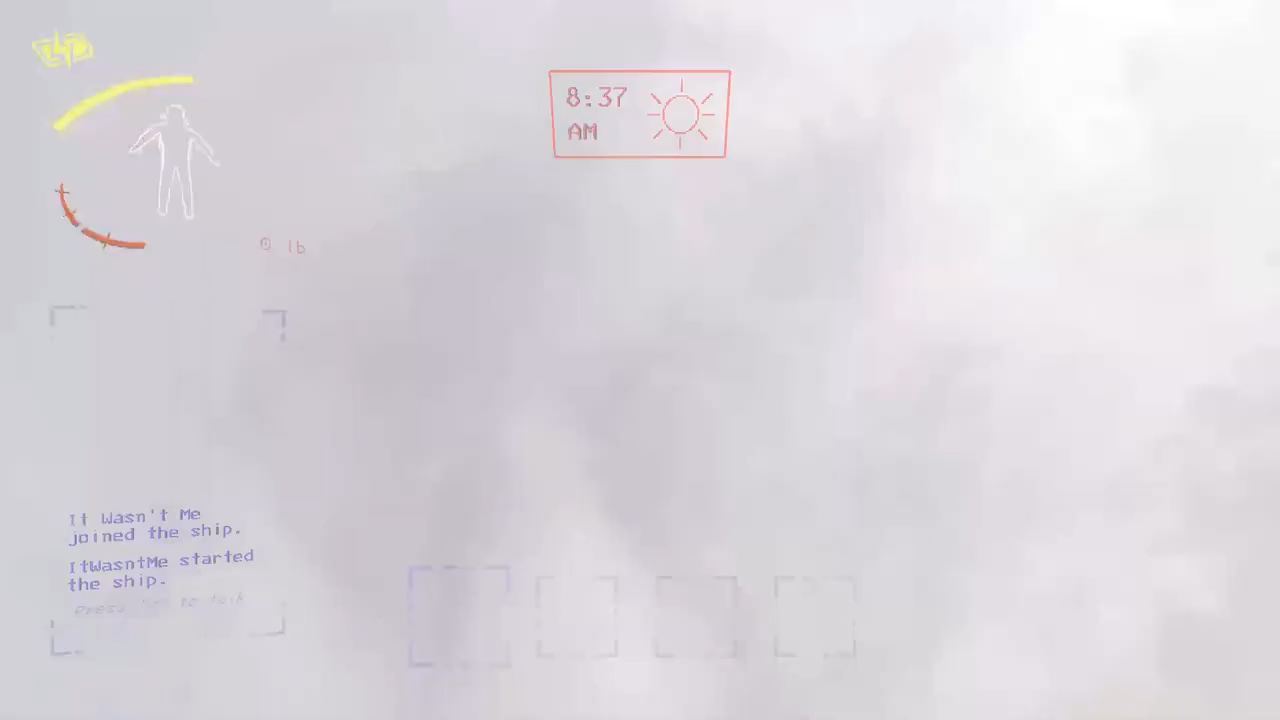 8:37
AM
0 lb
It Wasn't Me
joined the ship.
ItWasntMe started
the ship.